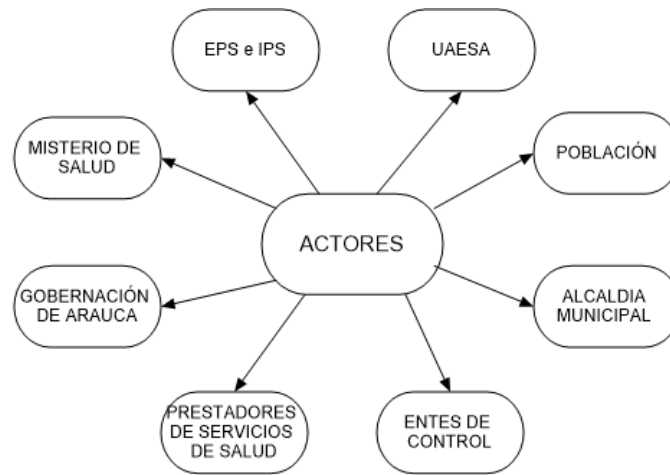 EPS e IPS
UAESA
MISTERIO DE
SALUD
POBLACIÓN
ACTORES
GOBERNACIÓN
DE ARAUCA
ALCALDIA
MUNICIPAL
PRESTADORES
DE SERVICIOS
DE SALUD
ENTES DE
CONTROL